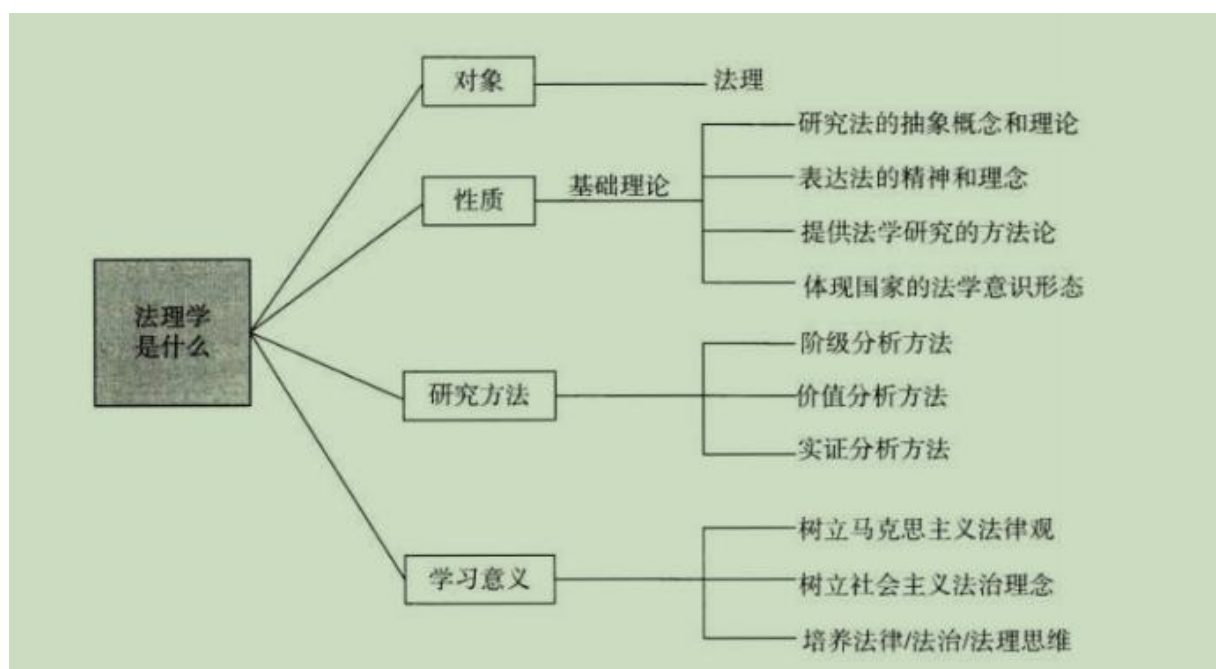 法理学
是什么
对象
法理
性质
基础理论
研究法的抽象概念和理论
表达法的精神和理念
提供法学研究的方法论
体现国家的法学意识形态
研究方法
阶级分析方法
价值分析方法
实证分析方法
学习意义
树立马克思主义法律观
树立社会主义法治理念
培养法律/法治/法理思维